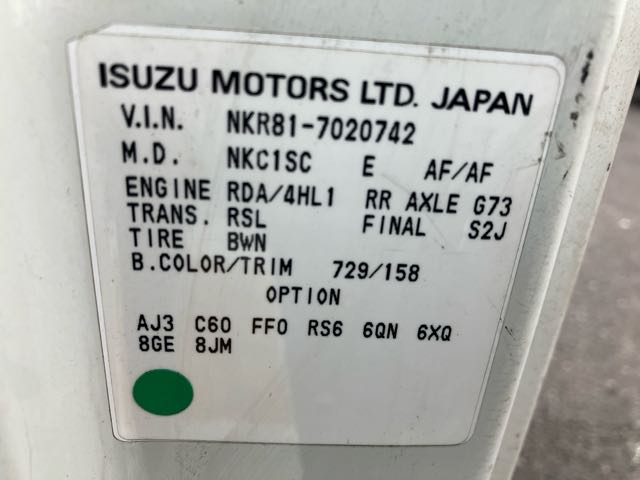 ISUZU MOTORS LTD. JAPAN
V.I.N. NKR81-7020742
M.D. NKC1SC E AF/AF
ENGINE RDA/4HL1 RR AXLE G73
TRANS. RSL FINAL S2J
TIRE BWN
B.COLOR/TRIM 729/158
OPTION
AJ3 C60 FF0 RS6 6QN 6XQ
8GE 8JM